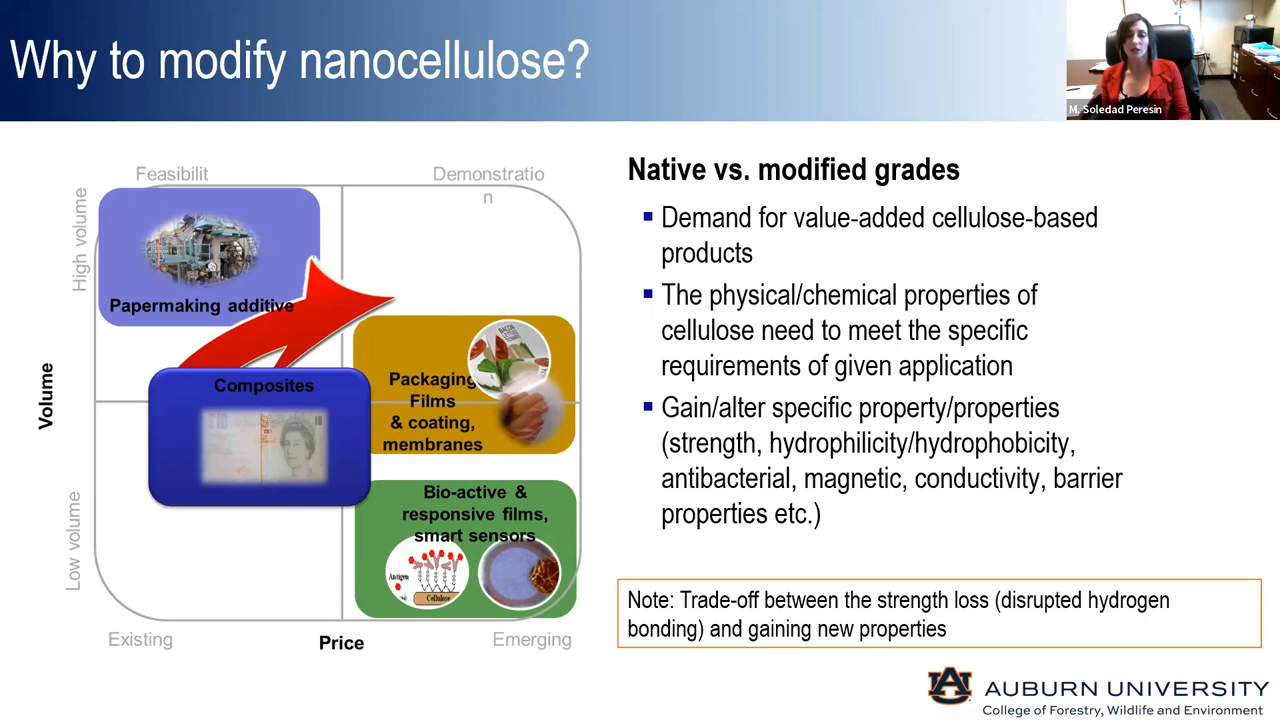 Why to modify nanocellulose?
M. Soledad Peresin
Feasibilit
Demonstratio
n
High volume
Papermaking additive
Composites
10
Packaging
Films
& coating,
membranes
BACON
LETTUCE
TOMATO
Volume
Low volume
Bio-active &
responsive films,
smart sensors
Antigen
Cellulose
Existing
Price
Emerging
Native vs. modified grades
Demand for value-added cellulose-based
products
The physical/chemical properties of
cellulose need to meet the specific
requirements of given application
Gain/alter specific property/properties
(strength, hydrophilicity/hydrophobicity,
antibacterial, magnetic, conductivity, barrier
properties etc.)
Note: Trade-off between the strength loss (disrupted hydrogen
bonding) and gaining new properties
AUBURN UNIVERSITY
College of Forestry, Wildlife and Environment